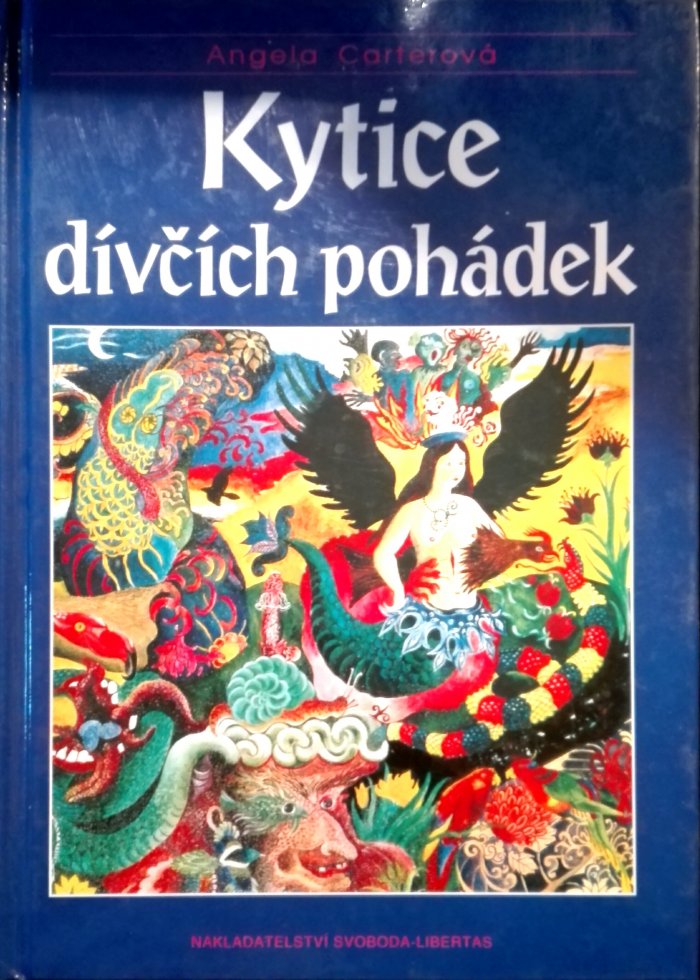 Angela Carterová
Kytice
dívčích pohádek
NAKLADATELSTVÍ SVOBODA-LIBERTAS